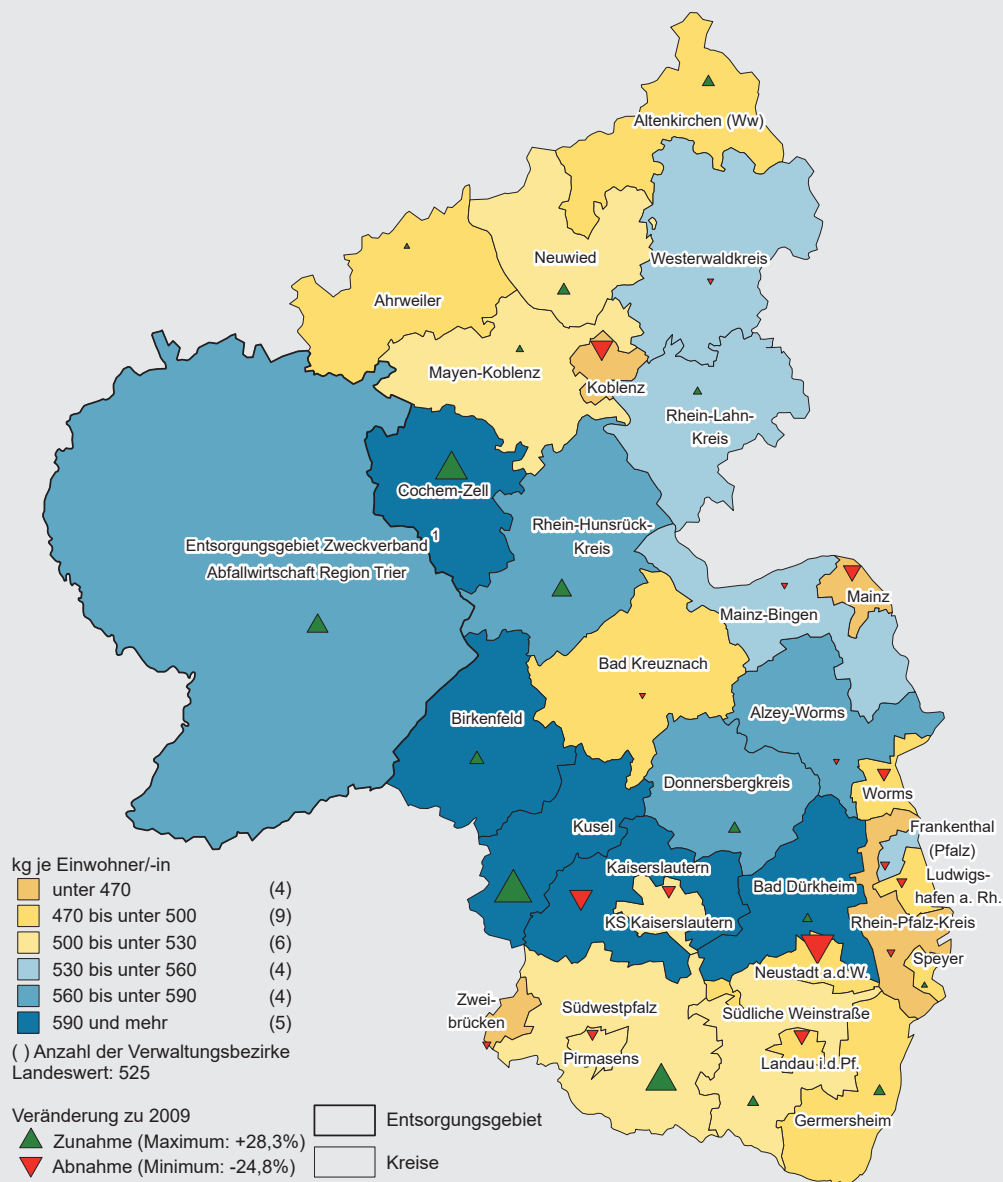 Altenkirchen (Ww)
Neuwied
Westerwaldkreis
Ahrweiler
Mayen-Koblenz
Koblenz
Rhein-Lahn-
Kreis
Cochem-Zell
Rhein-Hunsrück-
Kreis
Entsorgungsgebiet Zweckverband 1
Abfallwirtschaft Region Trier
Mainz
Mainz-Bingen
Bad Kreuznach
Birkenfeld
Alzey-Worms
Donnersbergkreis
Worms
Kusel
Frankenthal
(Pfalz)
Kaiserslautern
Bad Dürkheim
Ludwigs-
hafen a. Rh.
KS Kaiserslautern
Rhein-Pfalz-Kreis
Speyer
Neustadt a.d.W.
Zwei-
brücken
Südwestpfalz
Südliche Weinstraße
Pirmasens
Landau i.d.Pf.
Germersheim
kg je Einwohner/-in
unter 470 (4)
470 bis unter 500 (9)
500 bis unter 530 (6)
530 bis unter 560 (4)
560 bis unter 590 (4)
590 und mehr (5)
( ) Anzahl der Verwaltungsbezirke
Landeswert: 525
Veränderung zu 2009
Zunahme (Maximum: +28,3%)
Abnahme (Minimum: -24,8%)
Entsorgungsgebiet
Kreise